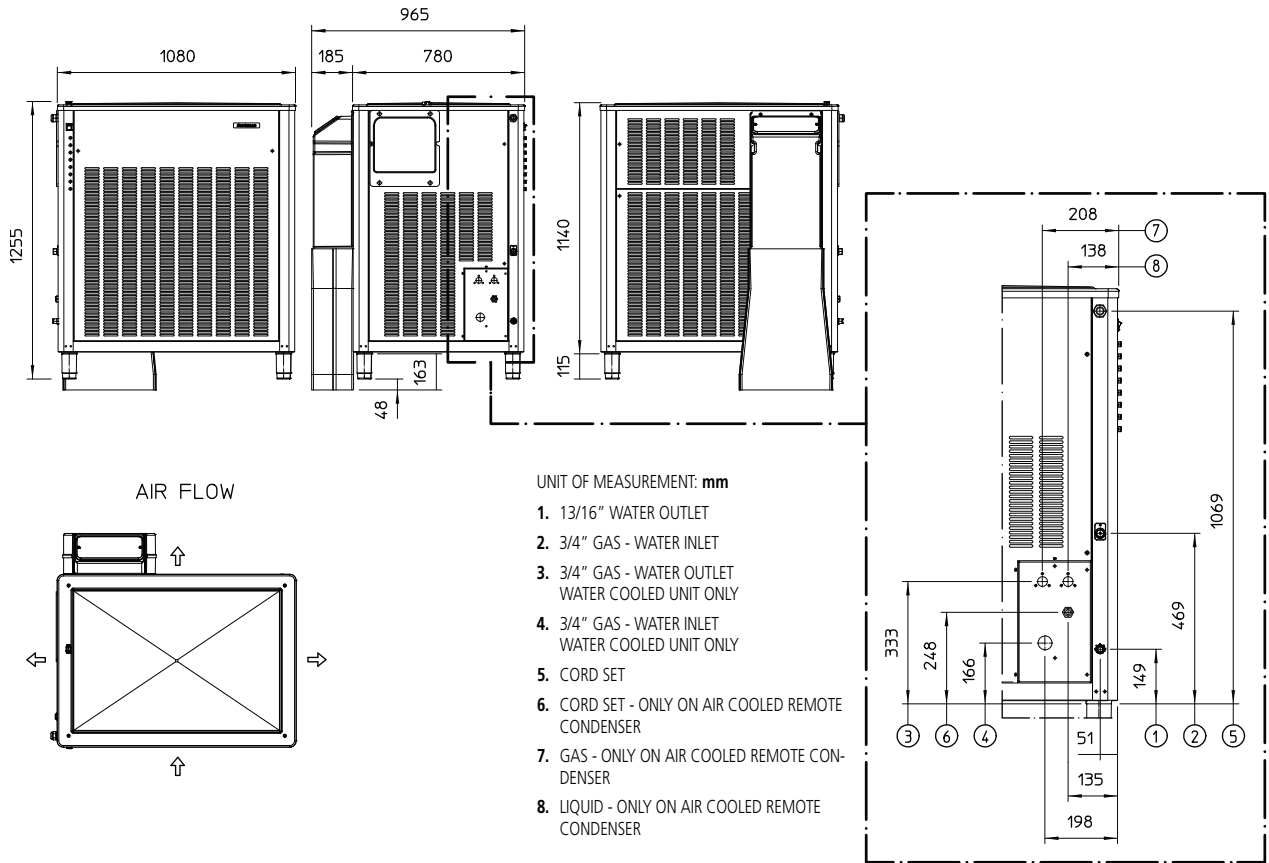 965
1080
185
780
1255
163
48
1140
115
208
7
138
8
1069
469
333
248
166
149
3
6
4
51
1
2
5
135
198
AIR FLOW
UNIT OF MEASUREMENT: mm
1. 13/16" WATER OUTLET
2. 3/4" GAS - WATER INLET
3. 3/4" GAS - WATER OUTLET
WATER COOLED UNIT ONLY
4. 3/4" GAS - WATER INLET
WATER COOLED UNIT ONLY
5. CORD SET
6. CORD SET - ONLY ON AIR COOLED REMOTE
CONDENSER
7. GAS - ONLY ON AIR COOLED REMOTE CON-
DENSER
8. LIQUID - ONLY ON AIR COOLED REMOTE
CONDENSER